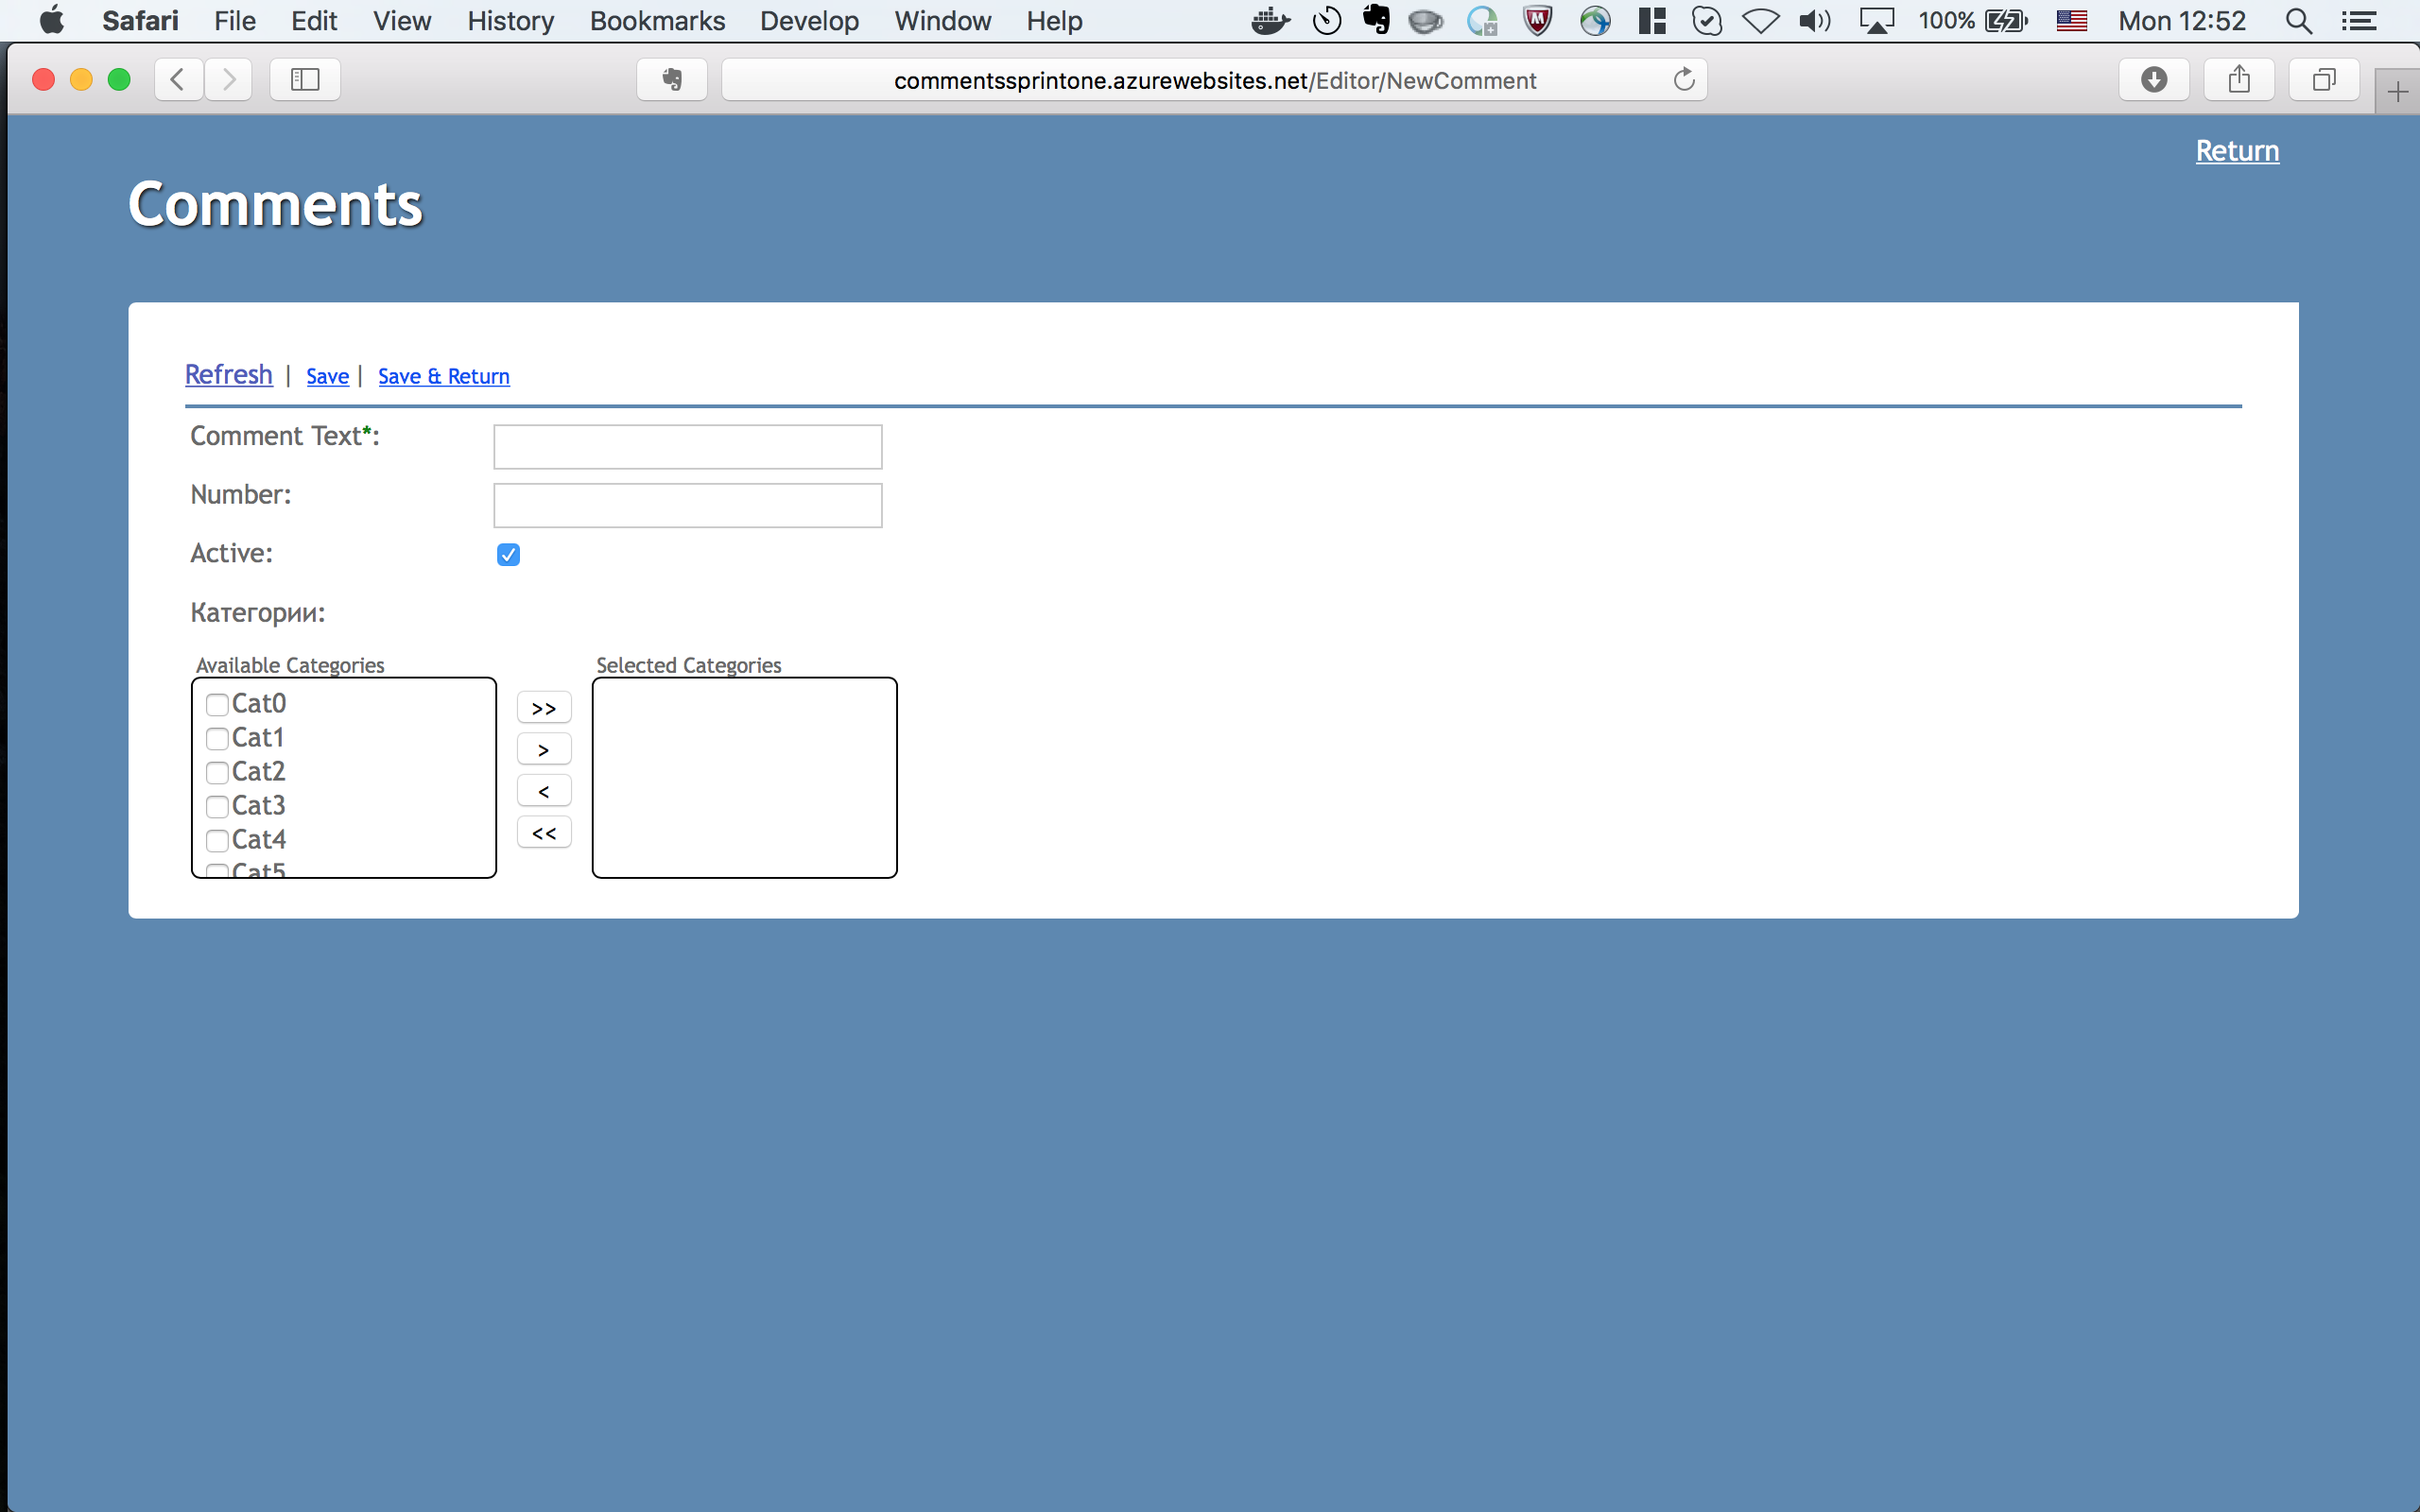 Safari File Edit View History Bookmarks Develop Window Help 100% Mon 12:52
commentssprintone.azurewebsites.net/Editor/NewComment
Return
Comments
Refresh | Save | Save & Return
Comment Text*:
Number:
Active:
Категории:
Available Categories Selected Categories
Cat0
>>
Cat1
>
Cat2
<
Cat3
Cat4
<<
Cat5